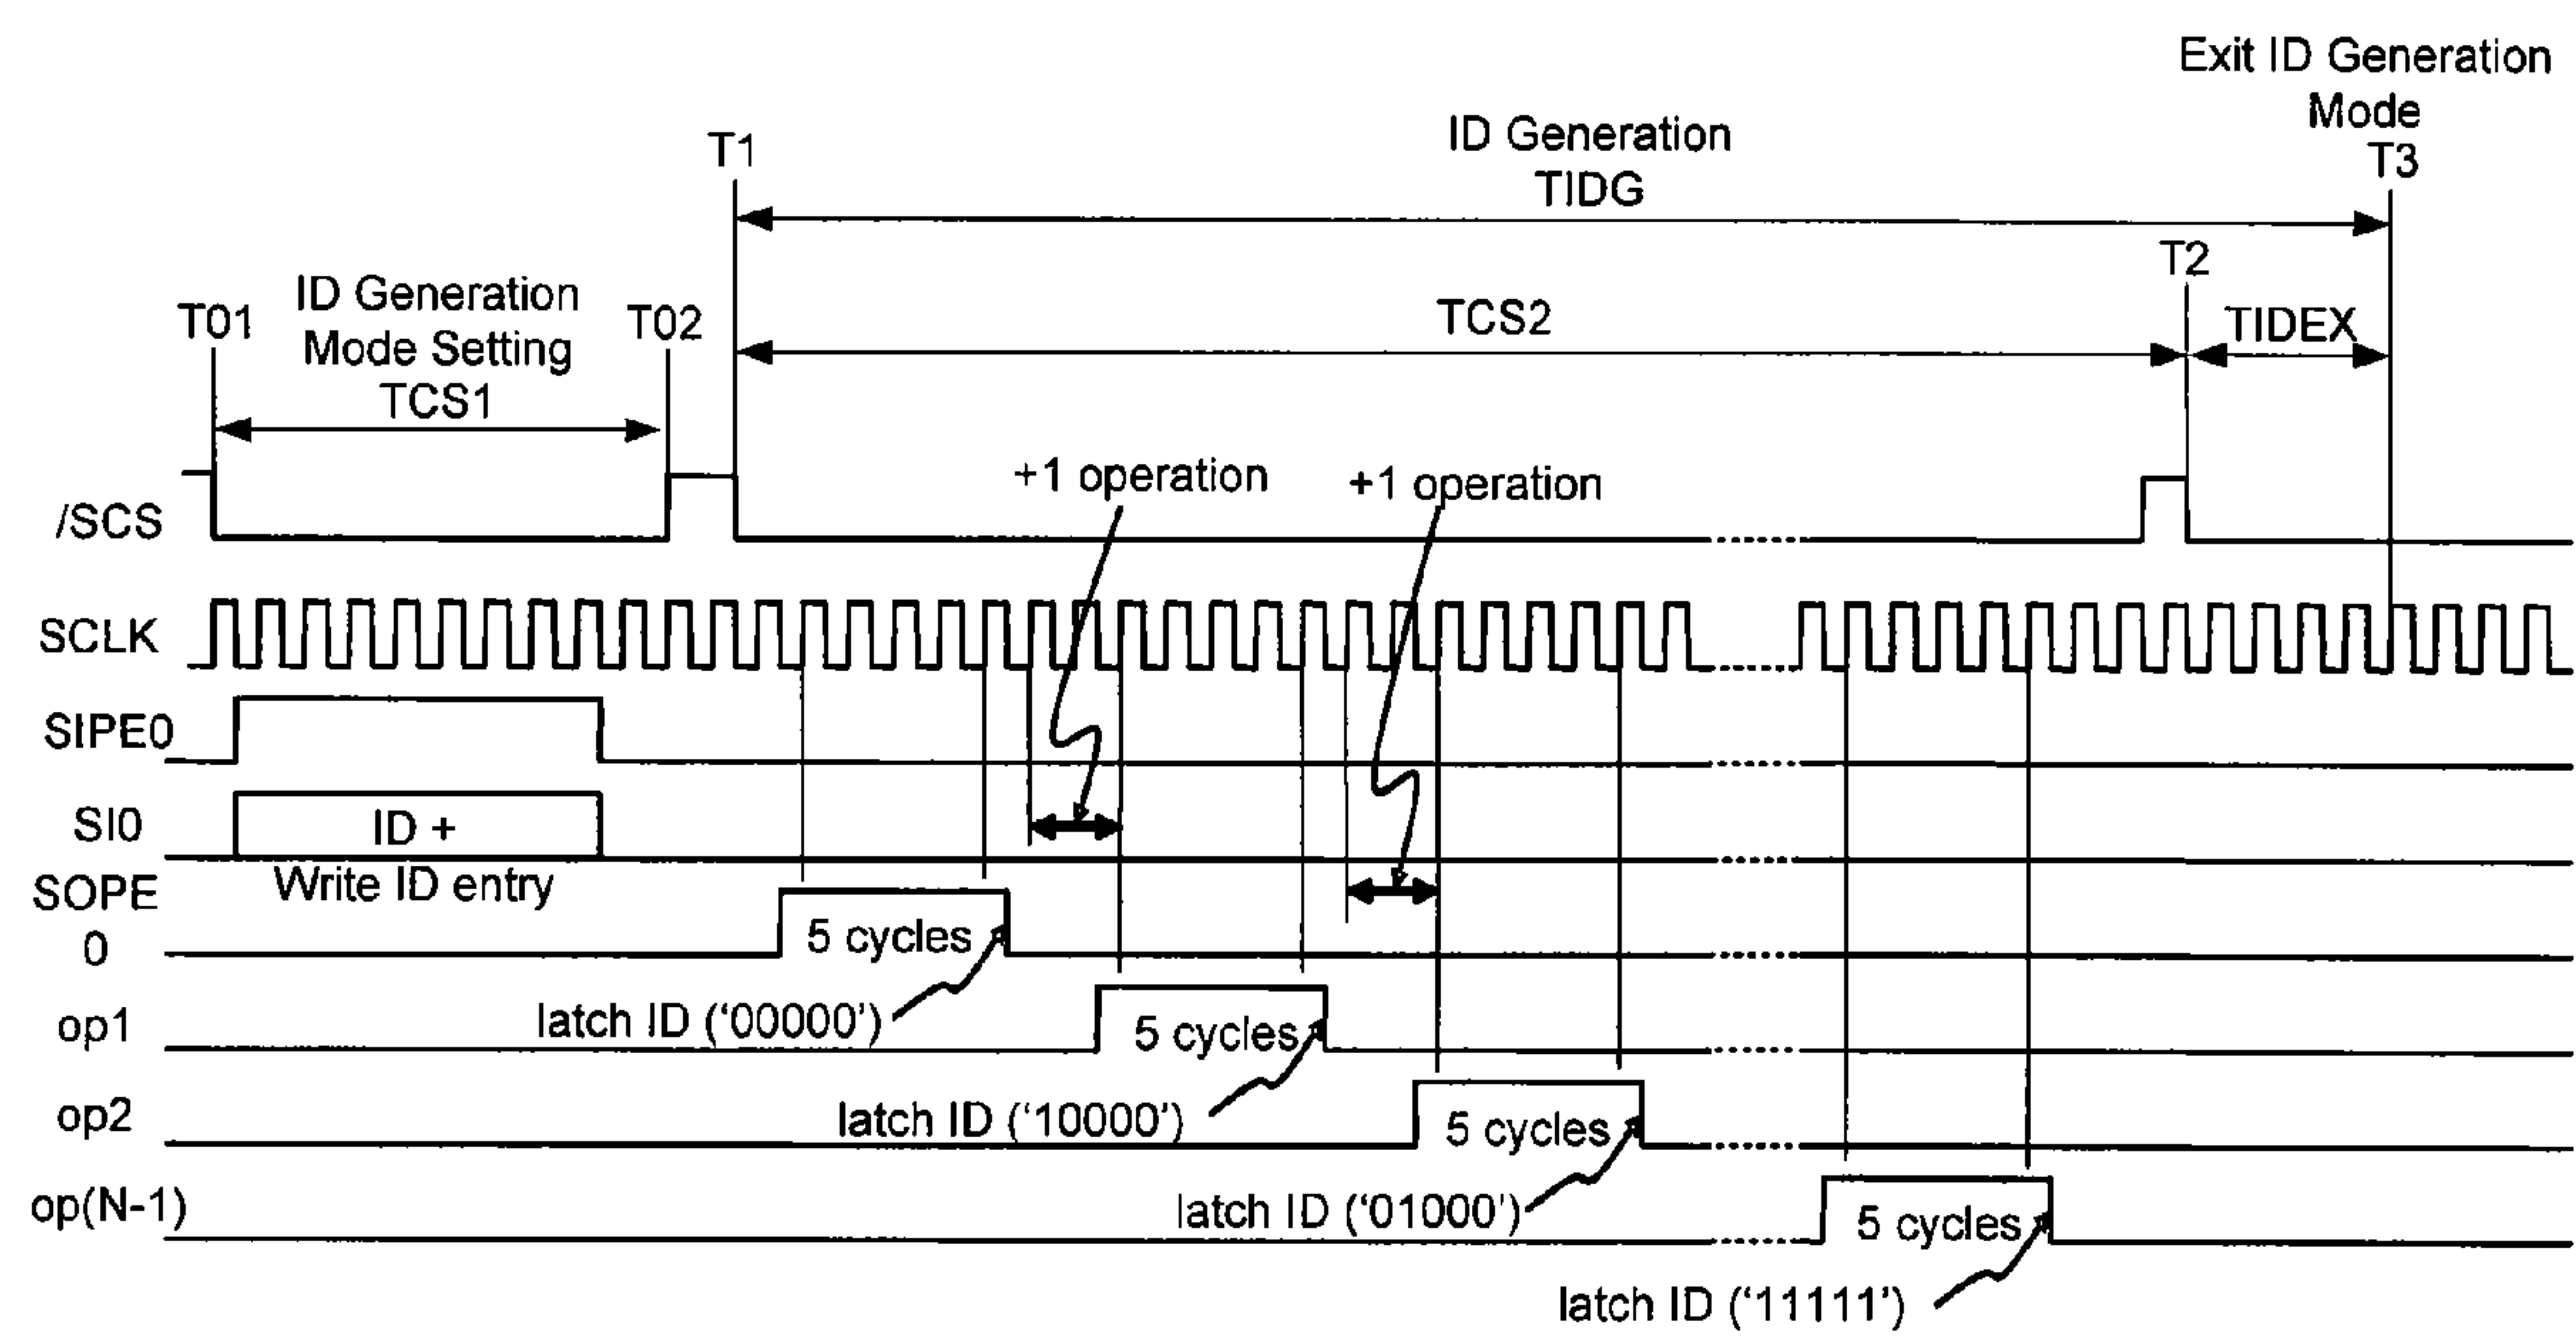 Exit ID Generation
Mode
T3
T1
ID Generation
TIDG
T2
T01
ID Generation
Mode Setting
TCS1
T02
TCS2
TIDEX
+1 operation
+1 operation
/SCS
SCLK
SIPE0
SI0
ID +
Write ID entry
SOPE
0
5 cycles
latch ID (‘00000’)
op1
5 cycles
latch ID (‘10000’)
op2
5 cycles
latch ID (‘01000’)
op(N-1)
5 cycles
latch ID (‘11111’)